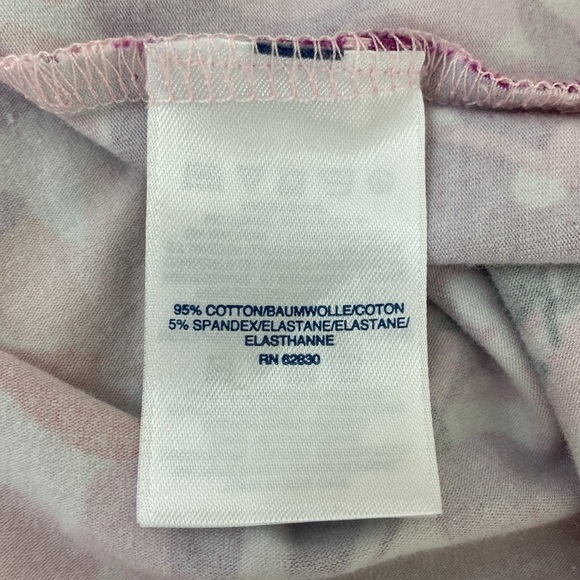 95% COTTON/BAUMWOLLE/COTON
5% SPANDEX/ELASTANE/ELASTANE/
ELASTHANNE
RN 62830